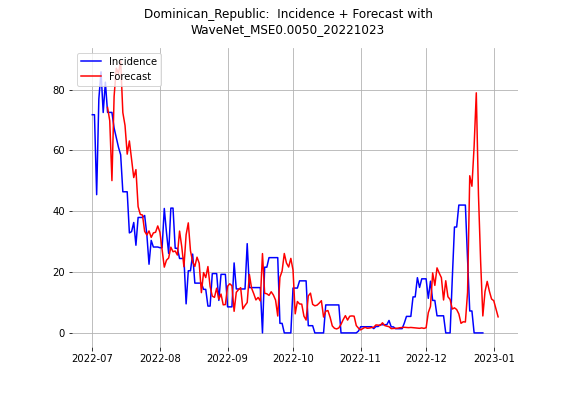 Dominican_Republic:  Incidence + Forecast with
WaveNet_MSE0.0050_20221023
Incidence
Forecast
80
60
40
20
0
2022-07 2022-08 2022-09 2022-10 2022-11 2022-12 2023-01